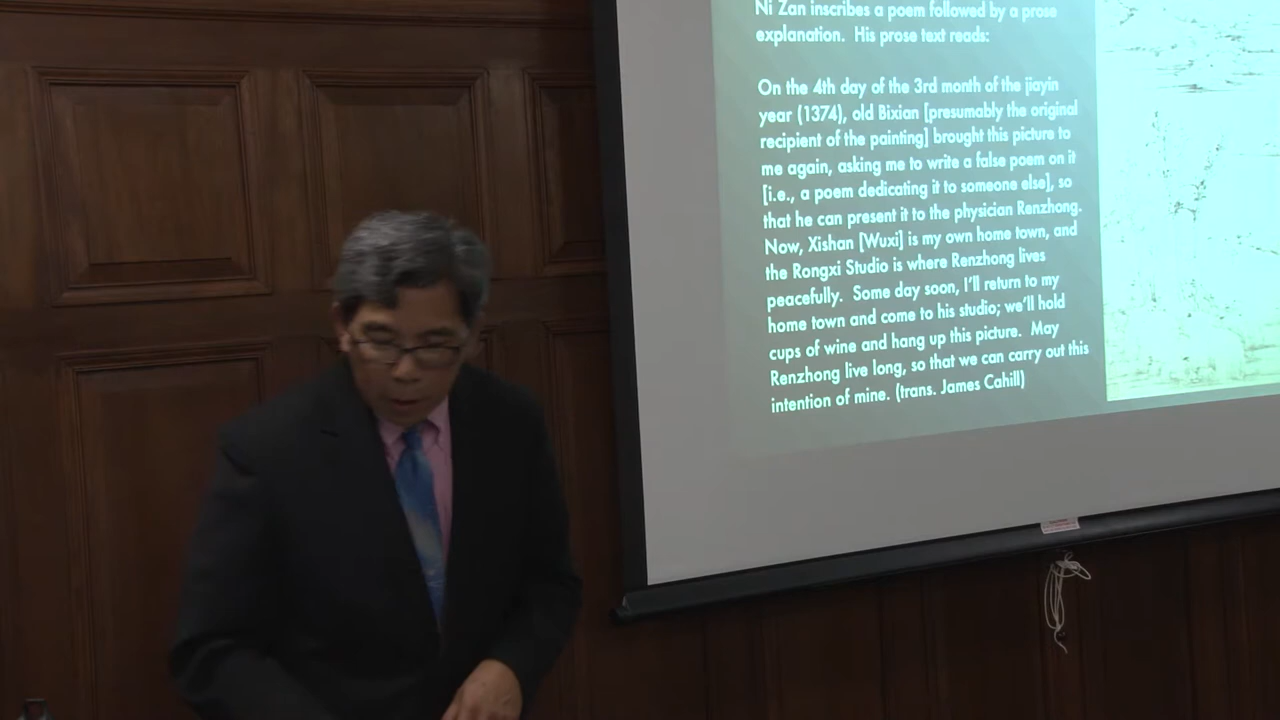 Ni Zan inscribes a poem followed by a prose
explanation. His prose text reads:
On the 4th day of the 3rd month of the jiayin
year (1374), old Bixian [presumably the original
recipient of the painting] brought this picture to
me again, asking me to write a false poem on it
[i.e., a poem dedicating it to someone else], so
that he can present it to the physician Renzhong.
Now, Xishan [Wuxi] is my own home town, and
the Rongxi Studio is where Renzhong lives
peacefully. Some day soon, I'll return to my
home town and come to his studio; we'll hold
cups of wine and hang up this picture. May
Renzhong live long, so that we can carry out this
intention of mine. (trans. James Cahill)